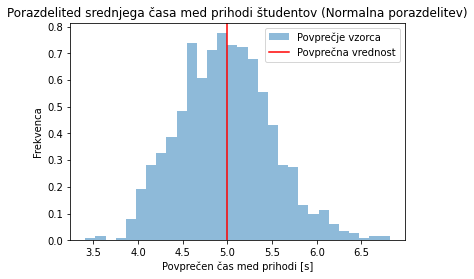 Porazdelited srednjega časa med prihodi študentov (Normalna porazdelitev)
0.8
0.7
0.6
0.5
0.4
0.3
0.2
0.1
0.0
Frekvenca
Povprečje vzorca
Povprečna vrednost
3.5 4.0 4.5 5.0 5.5 6.0 6.5
Povprečen čas med prihodi [s]